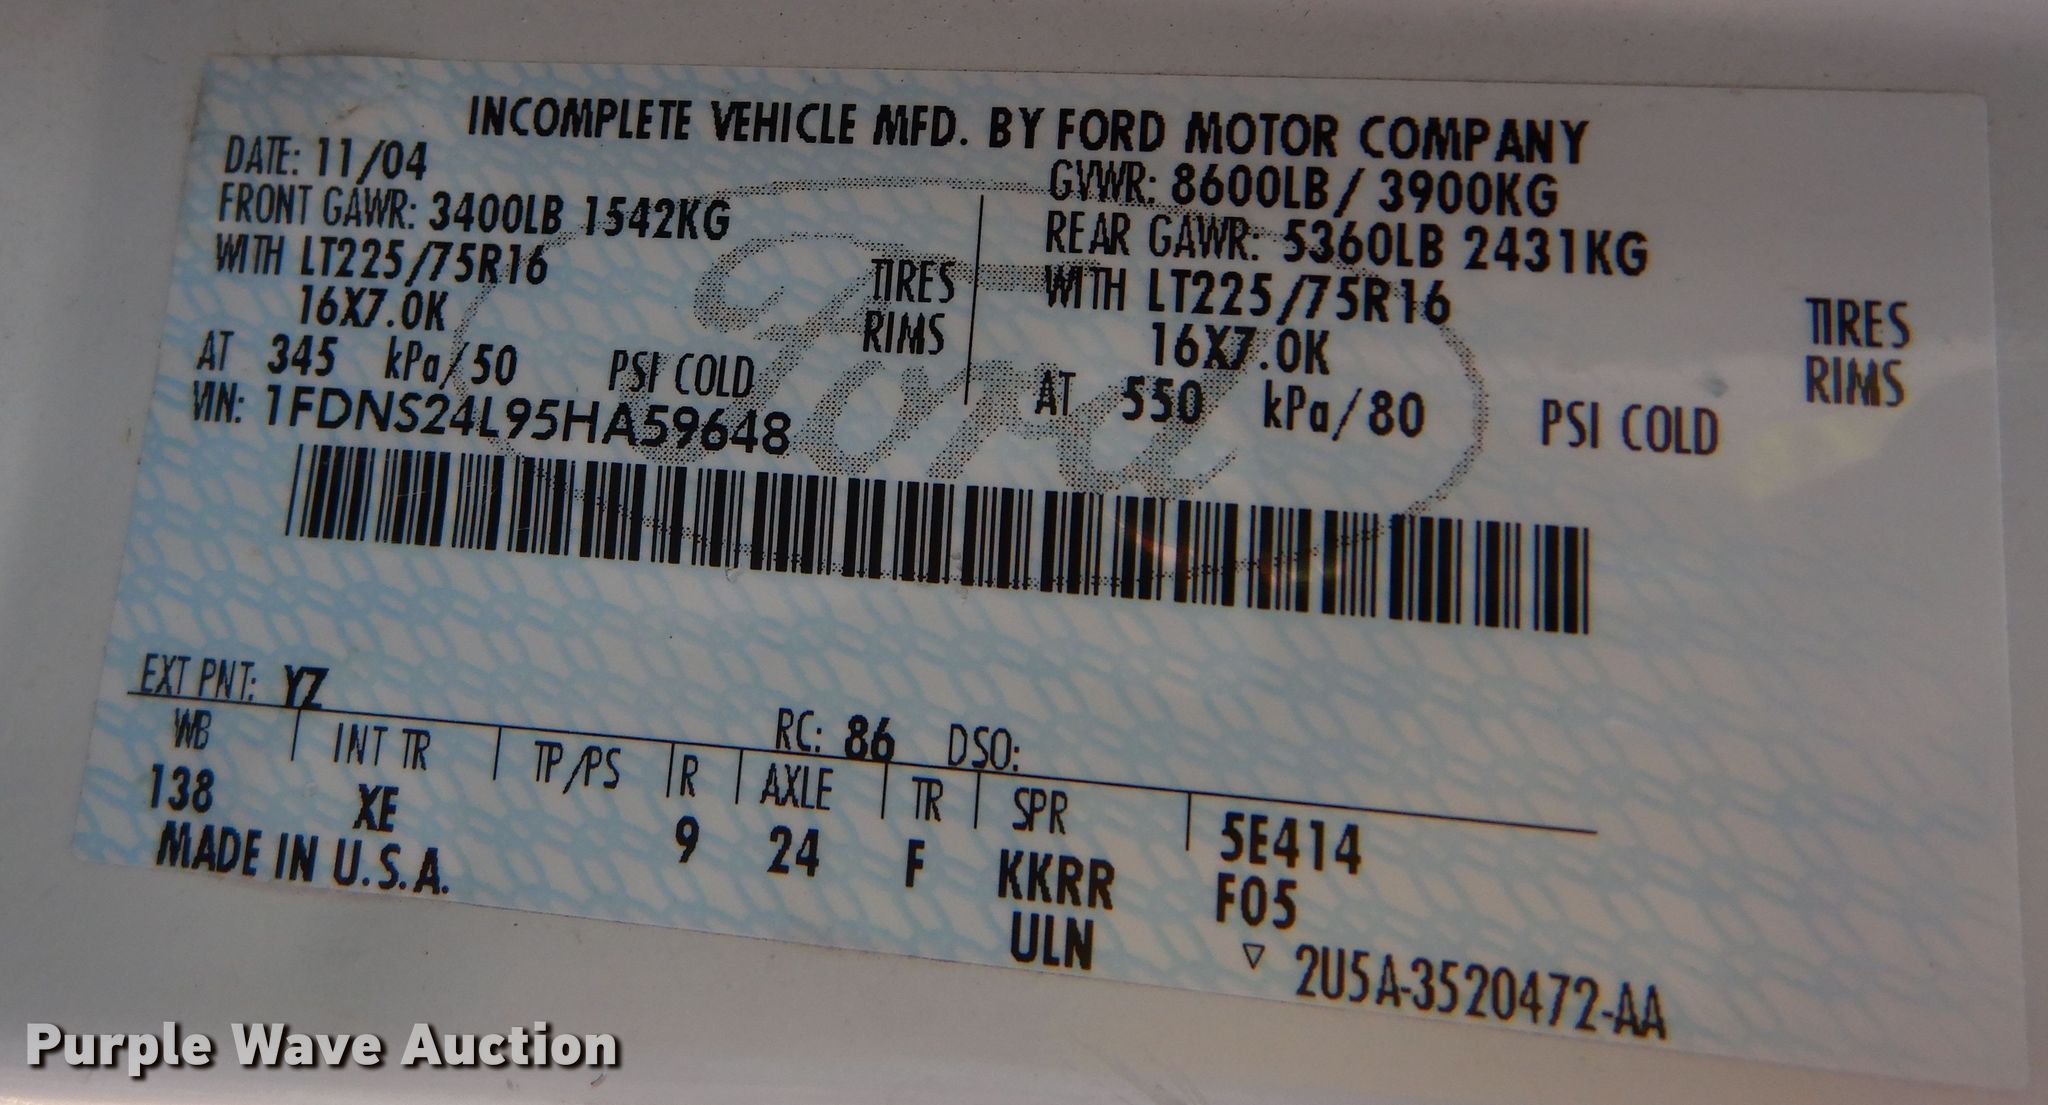 INCOMPLETE VEHICLE MFD. BY FORD MOTOR COMPANY
DATE: 11/04 GVWR: 8600LB/ 3900KG
FRONT GAWR: 3400LB 1542KG REAR GAWR: 5360LB 2431KG
WITH LT225/75R16 TIRES WITH LT225/75R16 TIRES
16X7.0K RIMS 16X7.0K RIMS
AT 345 kPa/50 PSI COLD AT 550 kPa/80 PSI COLD
VIN: 1FDNS24L95HA59648
Ford
EXT PNT: YZ RC: 86 DSO:
WB INT TR TP/PS R AXLE TR SPR 5E414
138 XE 9 24 F KKRR F05
MADE IN U.S.A. ULN
▽ 2U5A-3520472-AA
Purple Wave Auction